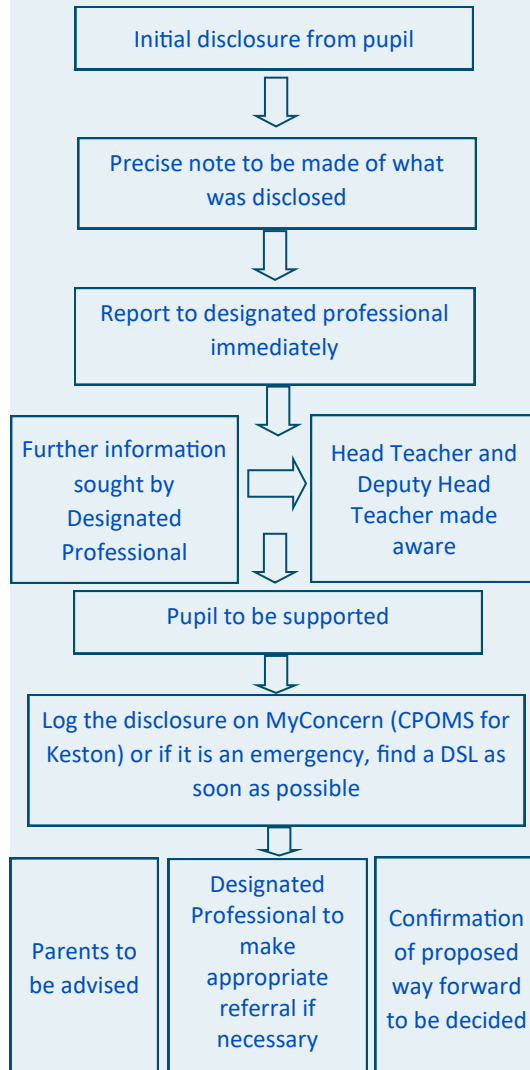 Initial disclosure from pupil
Precise note to be made of what
was disclosed
Report to designated professional
immediately
Further information
sought by
Designated
Professional
Head Teacher and
Deputy Head
Teacher made
aware
Pupil to be supported
Log the disclosure on MyConcern (CPOMS for
Keston) or if it is an emergency, find a DSL as
soon as possible
Parents to
be advised
Designated
Professional to
make
appropriate
referral if
necessary
Confirmation
of proposed
way forward
to be decided